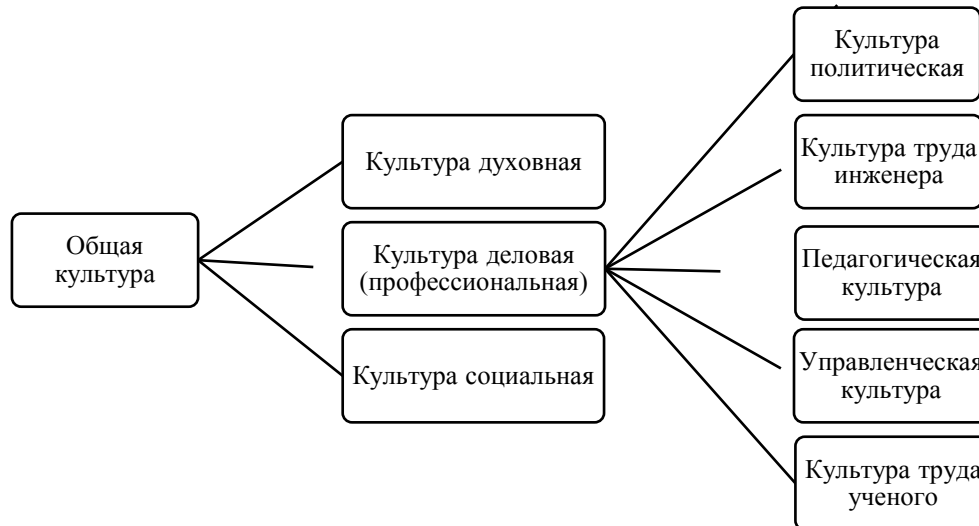 Общая
культура
Культура духовная
Культура деловая
(профессиональная)
Культура социальная
Культура
политическая
Культура труда
инженера
Педагогическая
культура
Управленческая
культура
Культура труда
ученого